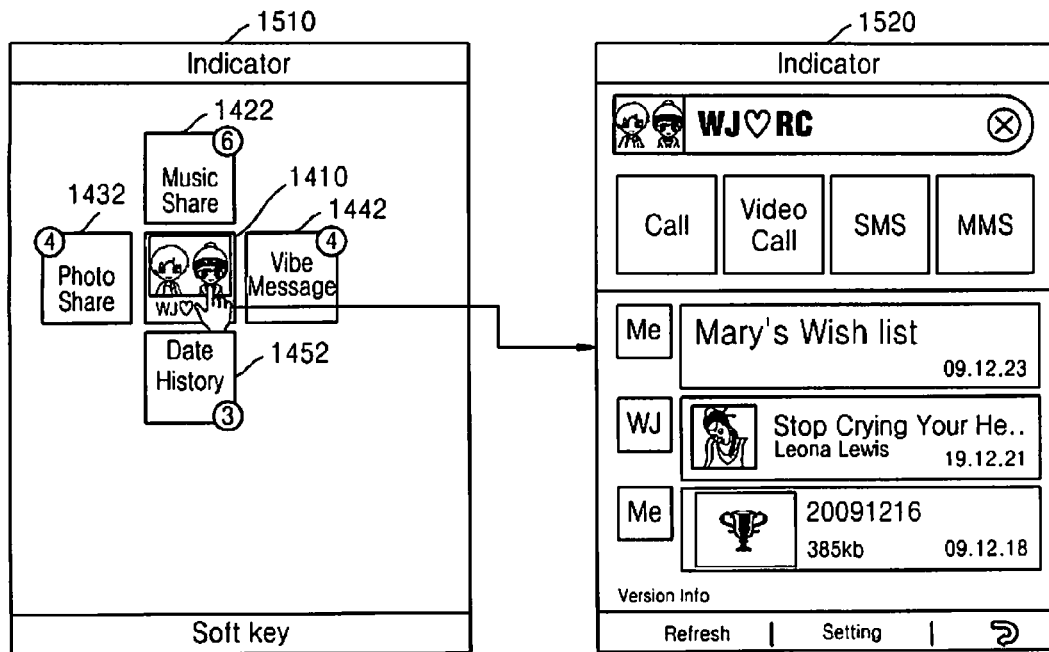 1510
Indicator
1422
6
Music
Share
1432
1410
1442
4
Photo
Share
WJ♡
4
Vibe
Message
Date
History
1452
3
Soft key
1520
Indicator
WJ♡RC
Call
Video
Call
SMS
MMS
Me
Mary's Wish list
09.12.23
WJ
Stop Crying Your He..
Leona Lewis
19.12.21
Me
20091216
385kb
09.12.18
Version Info
Refresh | Setting |